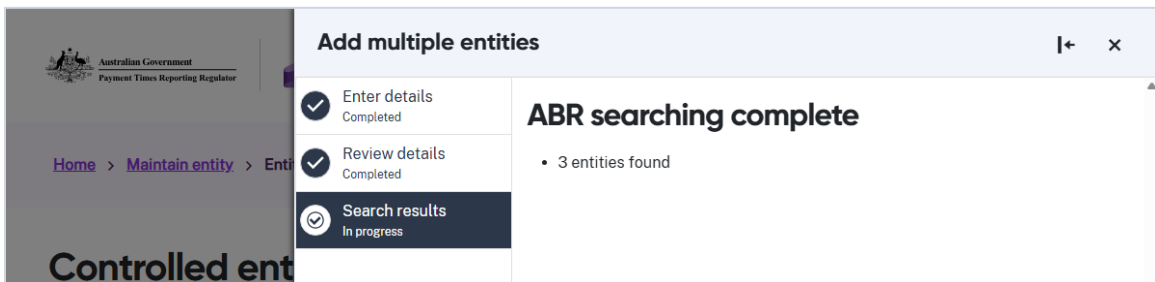 Australian Government
Payment Times Reporting Regulator
Home > Maintain entity > Enti
Controlled ent
Add multiple entities
Enter details
Completed
Review details
Completed
Search results
In progress
ABR searching complete
• 3 entities found